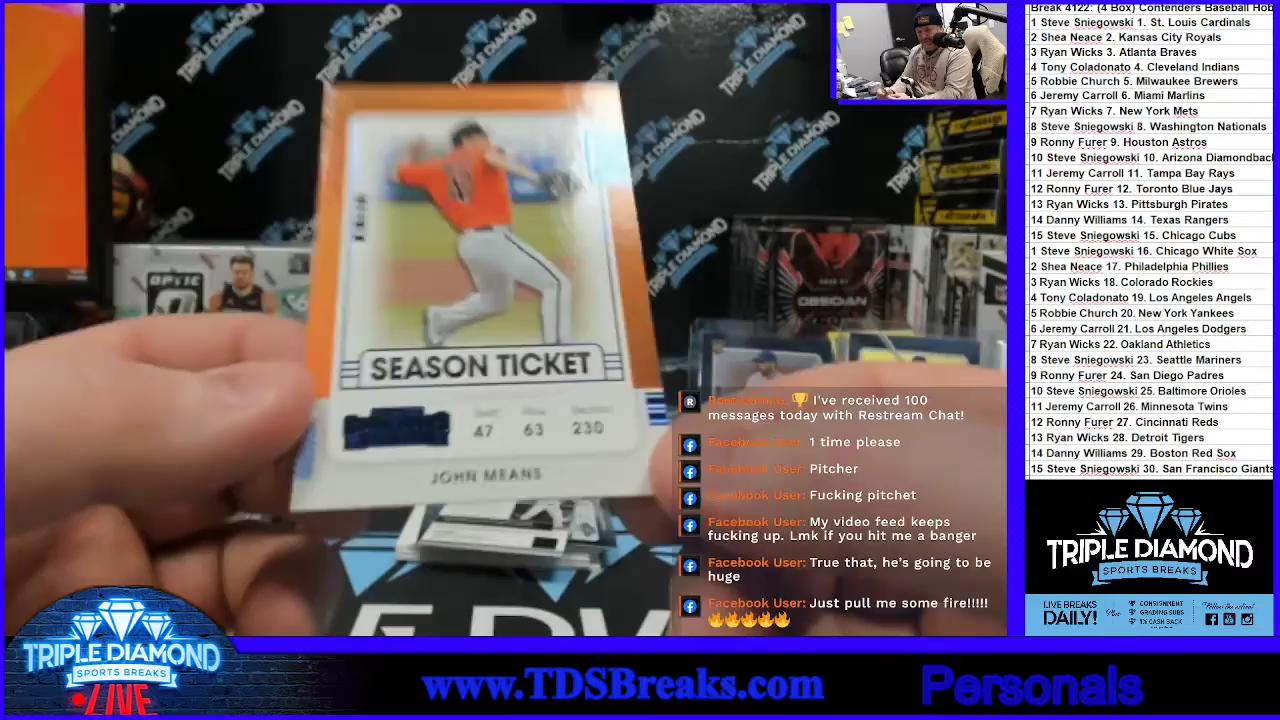 Break 4122: (4 Box) Contenders Baseball Hob
1 Steve Sniegowski 1. St. Louis Cardinals
2 Shea Neace 2. Kansas City Royals
3 Ryan Wicks 3. Atlanta Braves
4 Tony Coladonato 4. Cleveland Indians
5 Robbie Church 5. Milwaukee Brewers
6 Jeremy Carroll 6. Miami Marlins
7 Ryan Wicks 7. New York Mets
8 Steve Sniegowski 8. Washington Nationals
9 Ronny Furer 9. Houston Astros
10 Steve Sniegowski 10. Arizona Diamondbac
11 Jeremy Carroll 11. Tampa Bay Rays
12 Ronny Furer 12. Toronto Blue Jays
13 Ryan Wicks 13. Pittsburgh Pirates
14 Danny Williams 14. Texas Rangers
15 Steve Sniegowski 15. Chicago Cubs
1 Steve Sniegowski 16. Chicago White Sox
2 Shea Neace 17. Philadelphia Phillies
3 Ryan Wicks 18. Colorado Rockies
4 Tony Coladonato 19. Los Angeles Angels
5 Robbie Church 20. New York Yankees
6 Jeremy Carroll 21. Los Angeles Dodgers
7 Ryan Wicks 22. Oakland Athletics
8 Steve Sniegowski 23. Seattle Mariners
9 Ronny Furer 24. San Diego Padres
10 Steve Sniegowski 25. Baltimore Orioles
11 Jeremy Carroll 26. Minnesota Twins
12 Ronny Furer 27. Cincinnati Reds
13 Ryan Wicks 28. Detroit Tigers
14 Danny Williams 29. Boston Red Sox
15 Steve Sniegowski 30. San Francisco Giants
TRIPLE DIAMOND
SPORTS BREAKS
LIVE BREAKS
DAILY!
Plus
CONSIGNMENT
GRADING SUBS
1% CASH BACK
Follow the action!
OPTIC
OBSIDIAN
SEASON TICKET
47 63 230
JOHN MEANS
🏆 I've received 100
messages today with Restream Chat!
Facebook User: 1 time please
Facebook User: Pitcher
Facebook User: Fucking pitchet
Facebook User: My video feed keeps
fucking up. Lmk if you hit me a banger
Facebook User: True that, he's going to be
huge
Facebook User: Just pull me some fire!!!!!
🔥🔥🔥🔥🔥
TRIPLE DIAMOND
SPORTS BREAKS
LIVE
www.TDSBreaks.com
Personals